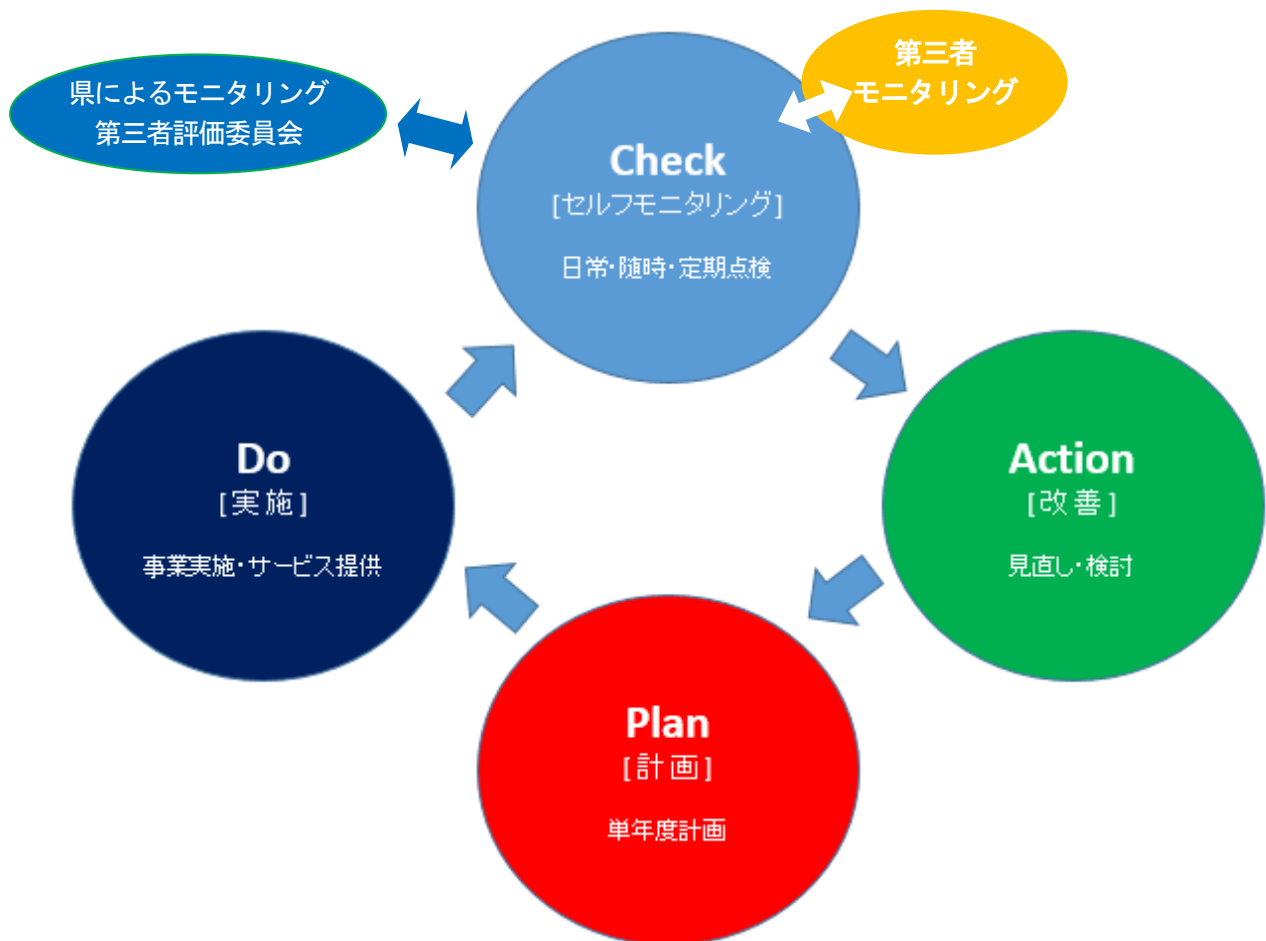 県によるモニタリング
第三者評価委員会
第三者
モニタリング
Check
[セルフモニタリング]
日常・随時・定期点検
Do
[実 施]
事業実施・サービス提供
Action
[改 善]
見直し・検討
Plan
[計 画]
単年度計画